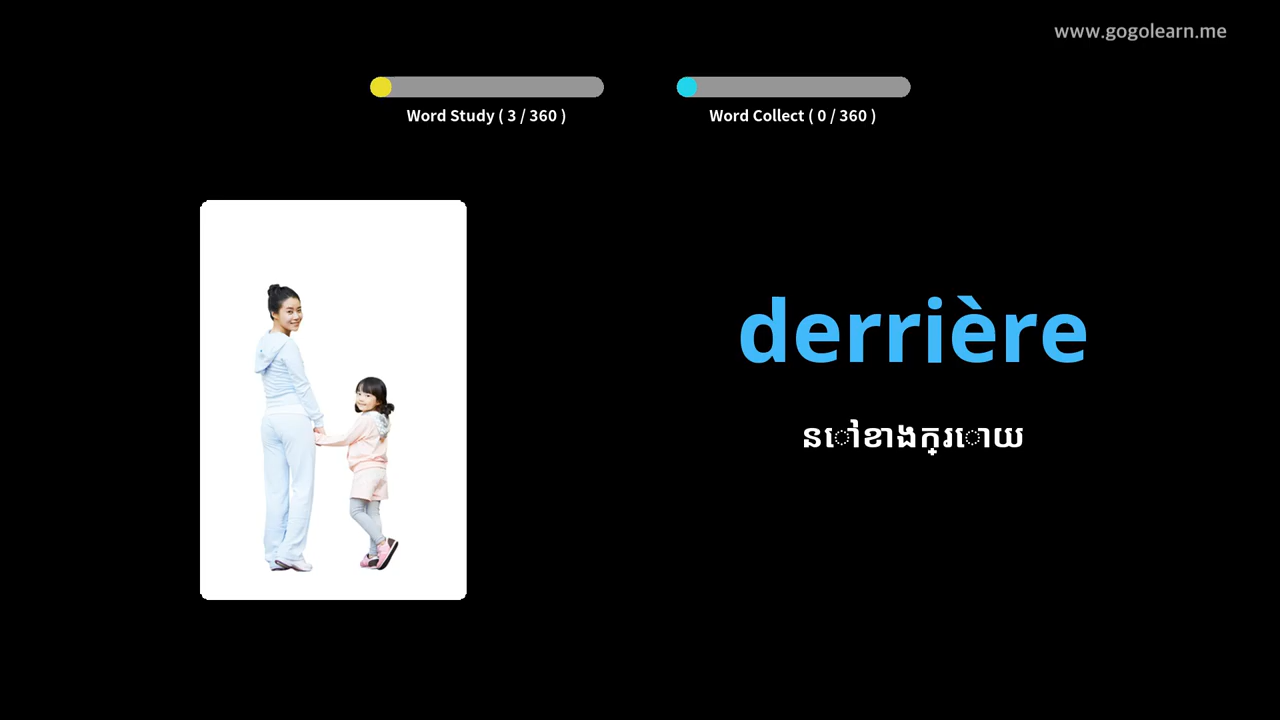 www.gogolearn.me
Word Study ( 3 / 360 )
Word Collect ( 0 / 360 )
derrière
នៅខាងក្រោយ